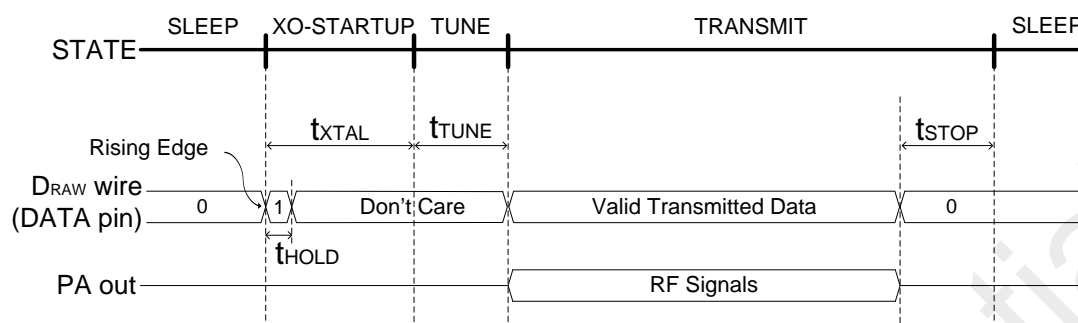 SLEEP XO-STARTUP TUNE TRANSMIT SLEEP
STATE
tXTAL tTUNE tSTOP
Rising Edge
DRAW wire
(DATA pin)
0 1 Don't Care Valid Transmitted Data 0
tHOLD
PA out RF Signals